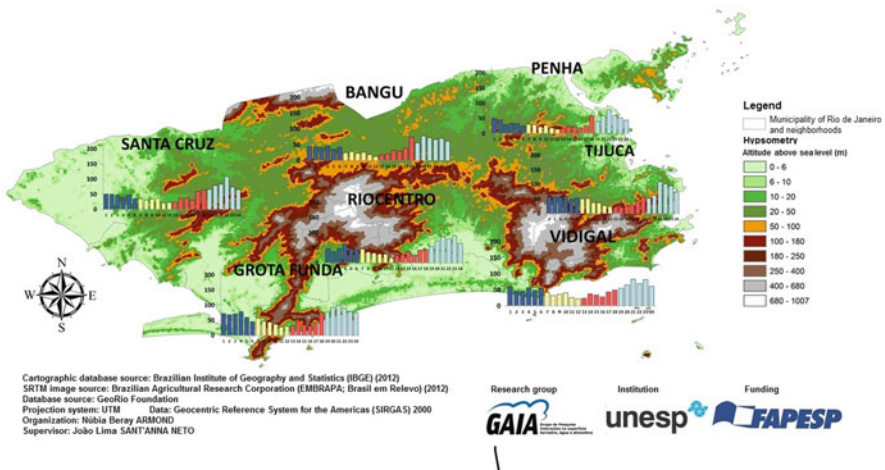 PENHA
BANGU
SANTA CRUZ
TIJUCA
RIOCENTRO
VIDIGAL
GROTA FUNDA
N
W E
S
Legend
Municipality of Rio de Janeiro
and neighborhoods
Hypsometry
Altitude above sea level (m)
0 - 6
6 - 10
10 - 20
20 - 50
50 - 100
100 - 180
180 - 250
250 - 400
400 - 680
680 - 1007
Cartographic database source: Brazilian Institute of Geography and Statistics (IBGE) (2012)
SRTM image source: Brazilian Agricultural Research Corporation (EMBRAPA; Brasil em Relevo) (2012)
Database source: GeoRio Foundation
Projection system: UTM Data: Geocentric Reference System for the Americas (SIRGAS) 2000
Organization: Núbia Beray ARMOND
Supervisor: João Lima SANT'ANNA NETO
Research group Institution Funding
GAIA unesp FAPESP